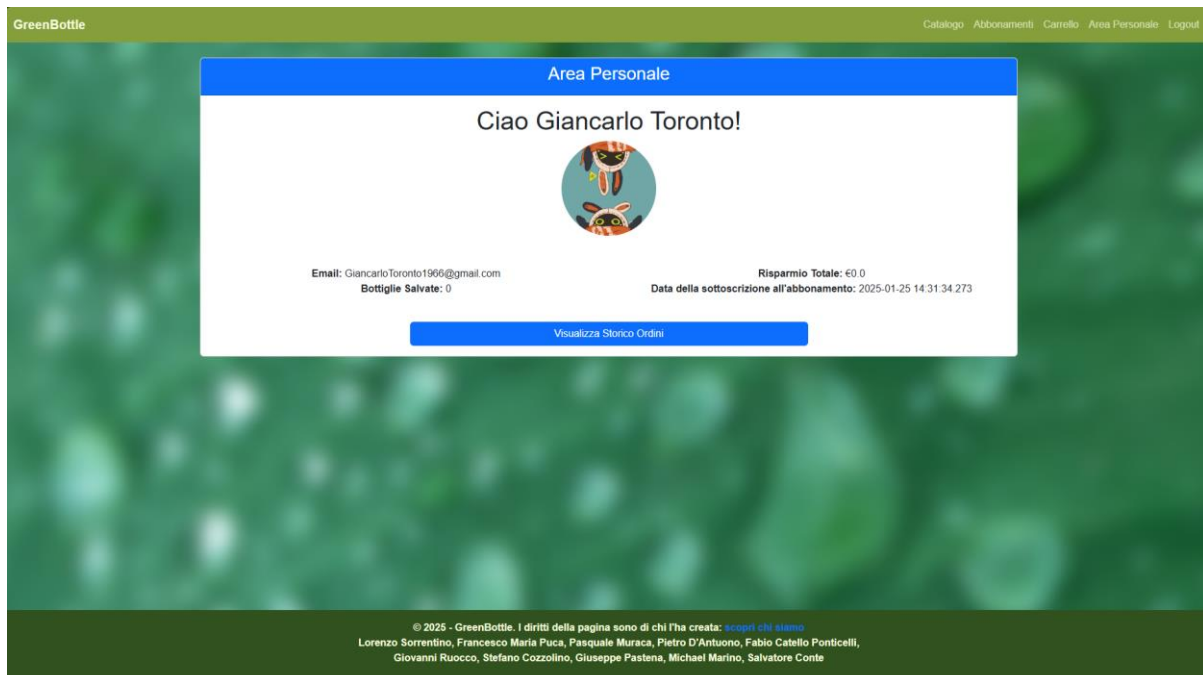 GreenBottle
Catalogo Abbonamenti Carrello Area Personale Logout
Area Personale
Ciao Giancarlo Toronto!
Email: GiancarloToronto1966@gmail.com
Bottiglie Salvate: 0
Risparmio Totale: €0.0
Data della sottoscrizione all'abbonamento: 2025-01-25 14:31:34.273
Visualizza Storico Ordini
© 2025 - GreenBottle. I diritti della pagina sono di chi l'ha creata: scopri chi siamo
Lorenzo Sorrentino, Francesco Maria Puca, Pasquale Muraca, Pietro D'Antuono, Fabio Catello Ponticelli,
Giovanni Ruocco, Stefano Cozzolino, Giuseppe Pastena, Michael Marino, Salvatore Conte